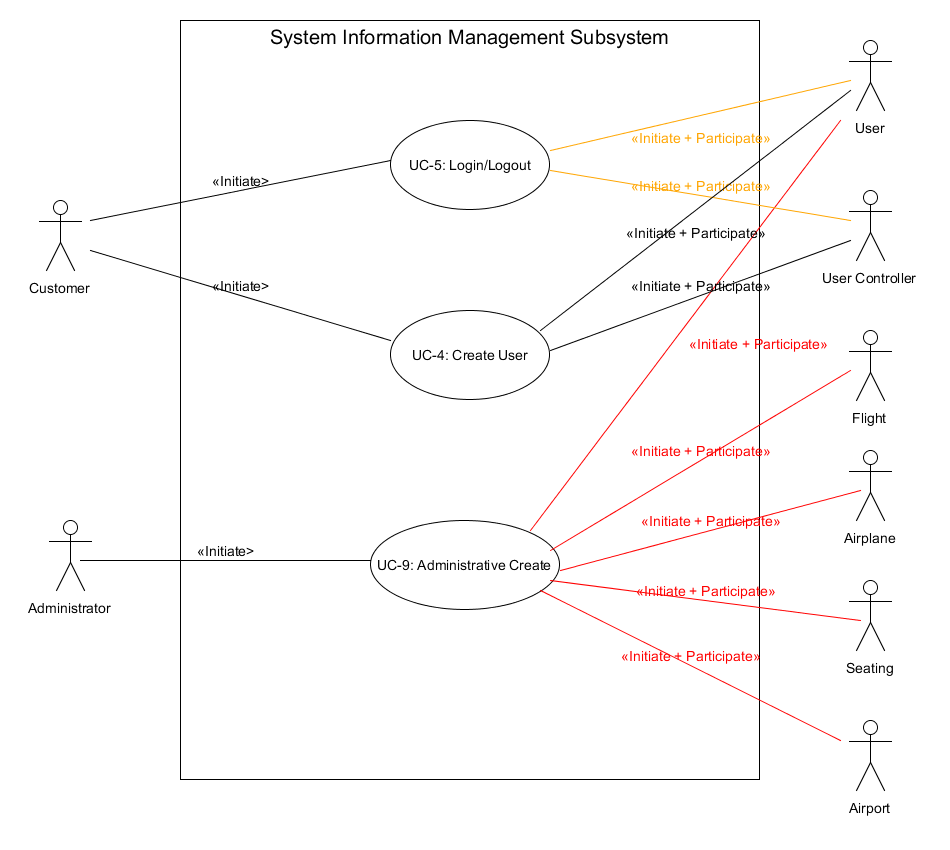 System Information Management Subsystem
User
«Initiate + Participate»
UC-5: Login/Logout
«Initiate>
«Initiate + Participate»
«Initiate + Participate»
User Controller
Customer
«Initiate>
«Initiate + Participate»
UC-4: Create User
«Initiate + Participate»
Flight
«Initiate + Participate»
«Initiate + Participate»
Airplane
«Initiate>
UC-9: Administrative Create
«Initiate + Participate»
Administrator
«Initiate + Participate»
Seating
Airport